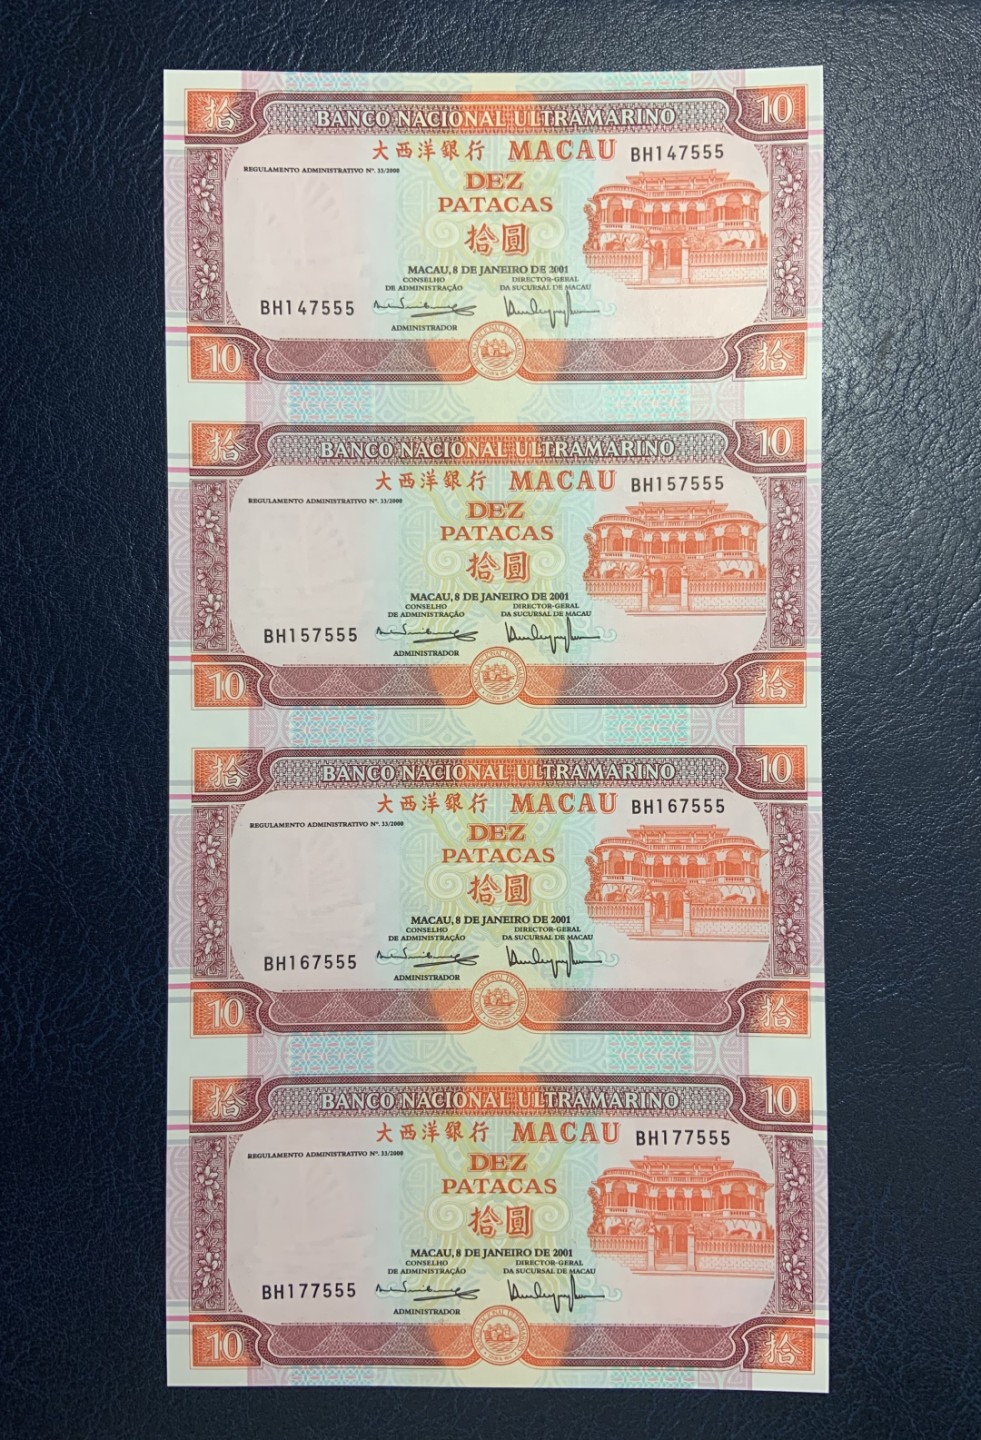 拾 BANCO NACIONAL ULTRAMARINO 10
大西洋銀行 MACAU BH147555
REGULAMENTO ADMINISTRATIVO Nº. 33/2000
DEZ
PATACAS
拾圓
MACAU, 8 DE JANEIRO DE 2001
CONSELHO DIRECTOR-GERAL
DE ADMINISTRAÇÃO DA SUCURSAL DE MACAU
BH147555
ADMINISTRADOR
10 拾
拾 BANCO NACIONAL ULTRAMARINO 10
大西洋銀行 MACAU BH157555
REGULAMENTO ADMINISTRATIVO Nº. 33/2000
DEZ
PATACAS
拾圓
MACAU, 8 DE JANEIRO DE 2001
CONSELHO DIRECTOR-GERAL
DE ADMINISTRAÇÃO DA SUCURSAL DE MACAU
BH157555
ADMINISTRADOR
10 拾
拾 BANCO NACIONAL ULTRAMARINO 10
大西洋銀行 MACAU BH167555
REGULAMENTO ADMINISTRATIVO Nº. 33/2000
DEZ
PATACAS
拾圓
MACAU, 8 DE JANEIRO DE 2001
CONSELHO DIRECTOR-GERAL
DE ADMINISTRAÇÃO DA SUCURSAL DE MACAU
BH167555
ADMINISTRADOR
10 拾
拾 BANCO NACIONAL ULTRAMARINO 10
大西洋銀行 MACAU BH177555
REGULAMENTO ADMINISTRATIVO Nº. 33/2000
DEZ
PATACAS
拾圓
MACAU, 8 DE JANEIRO DE 2001
CONSELHO DIRECTOR-GERAL
DE ADMINISTRAÇÃO DA SUCURSAL DE MACAU
BH177555
ADMINISTRADOR
10 拾